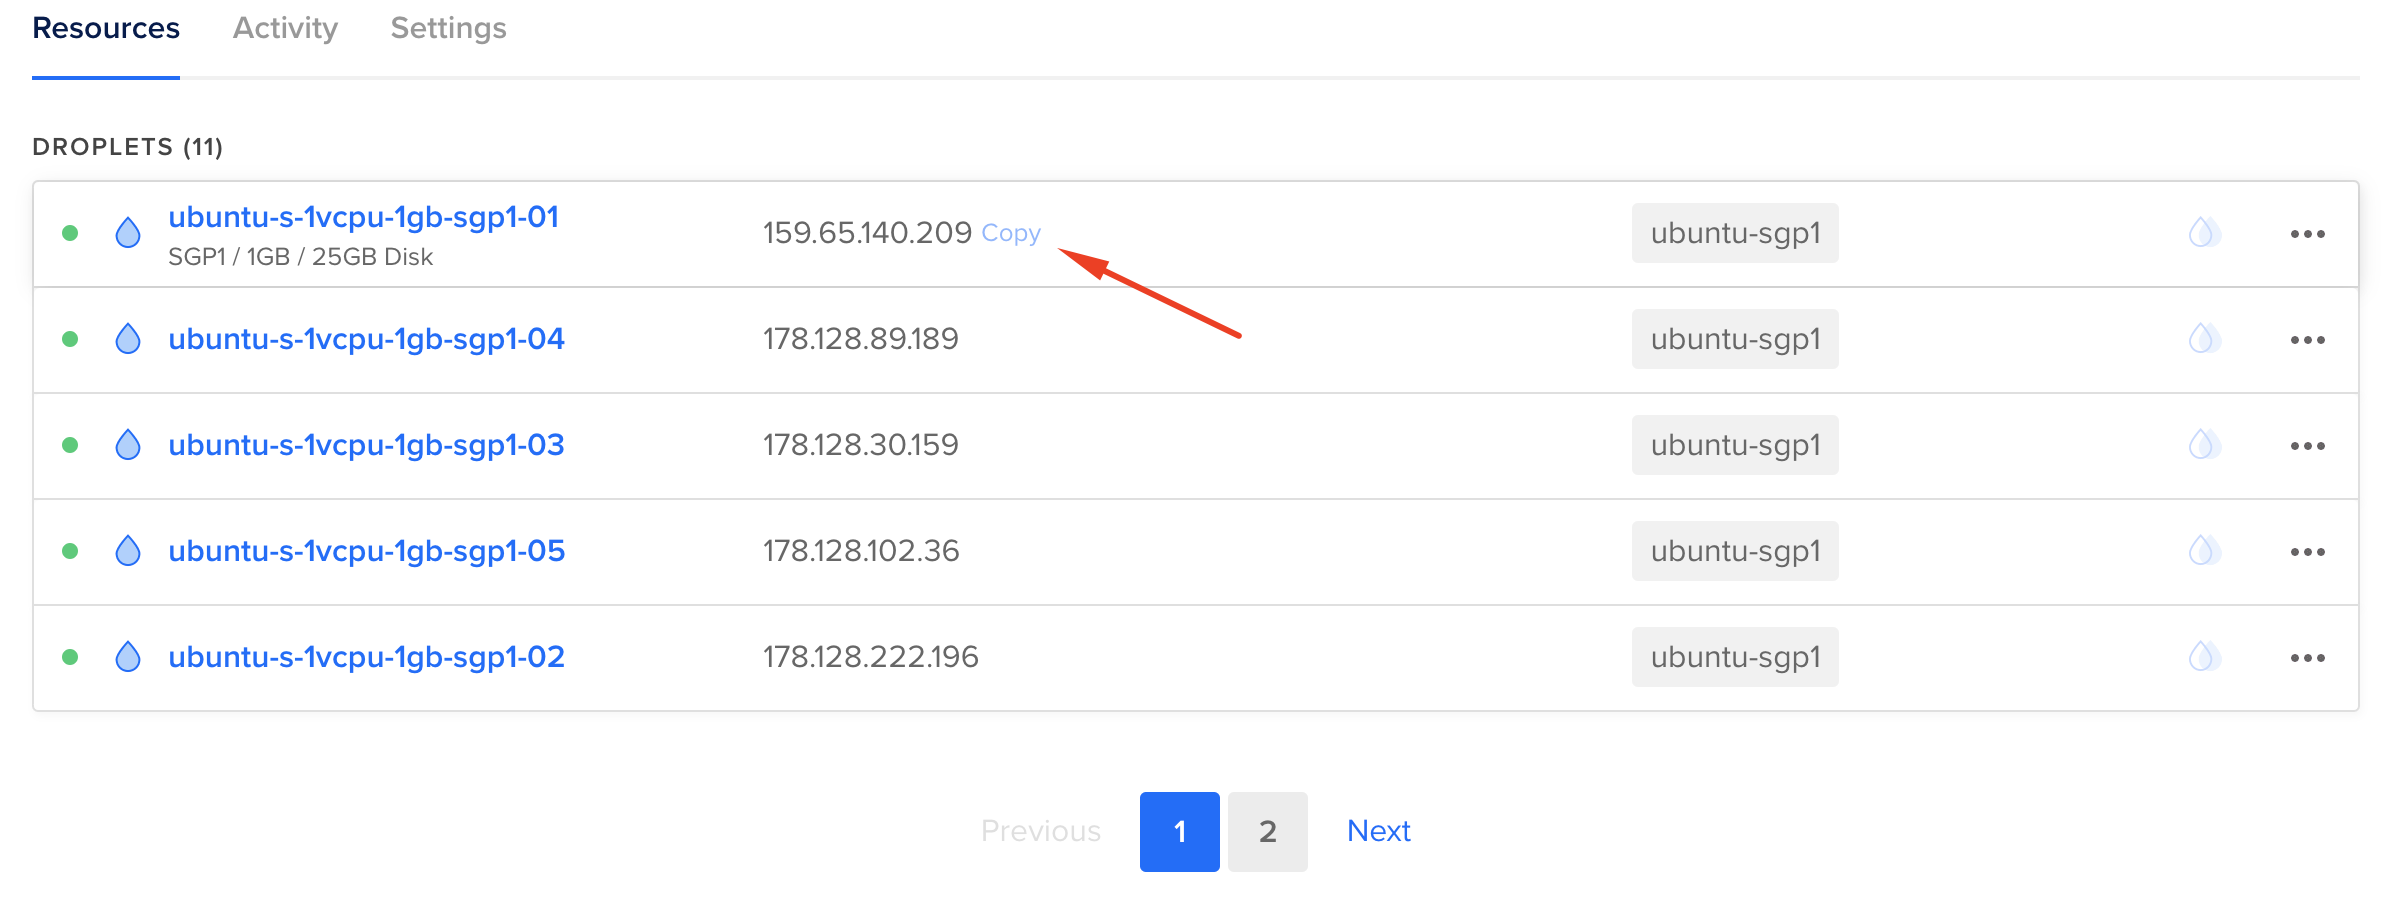 Resources Activity Settings
DROPLETS (11)
ubuntu-s-1vcpu-1gb-sgp1-01 159.65.140.209 Copy ubuntu-sgp1
SGP1 / 1GB / 25GB Disk
ubuntu-s-1vcpu-1gb-sgp1-04 178.128.89.189 ubuntu-sgp1
ubuntu-s-1vcpu-1gb-sgp1-03 178.128.30.159 ubuntu-sgp1
ubuntu-s-1vcpu-1gb-sgp1-05 178.128.102.36 ubuntu-sgp1
ubuntu-s-1vcpu-1gb-sgp1-02 178.128.222.196 ubuntu-sgp1
Previous 1 2 Next